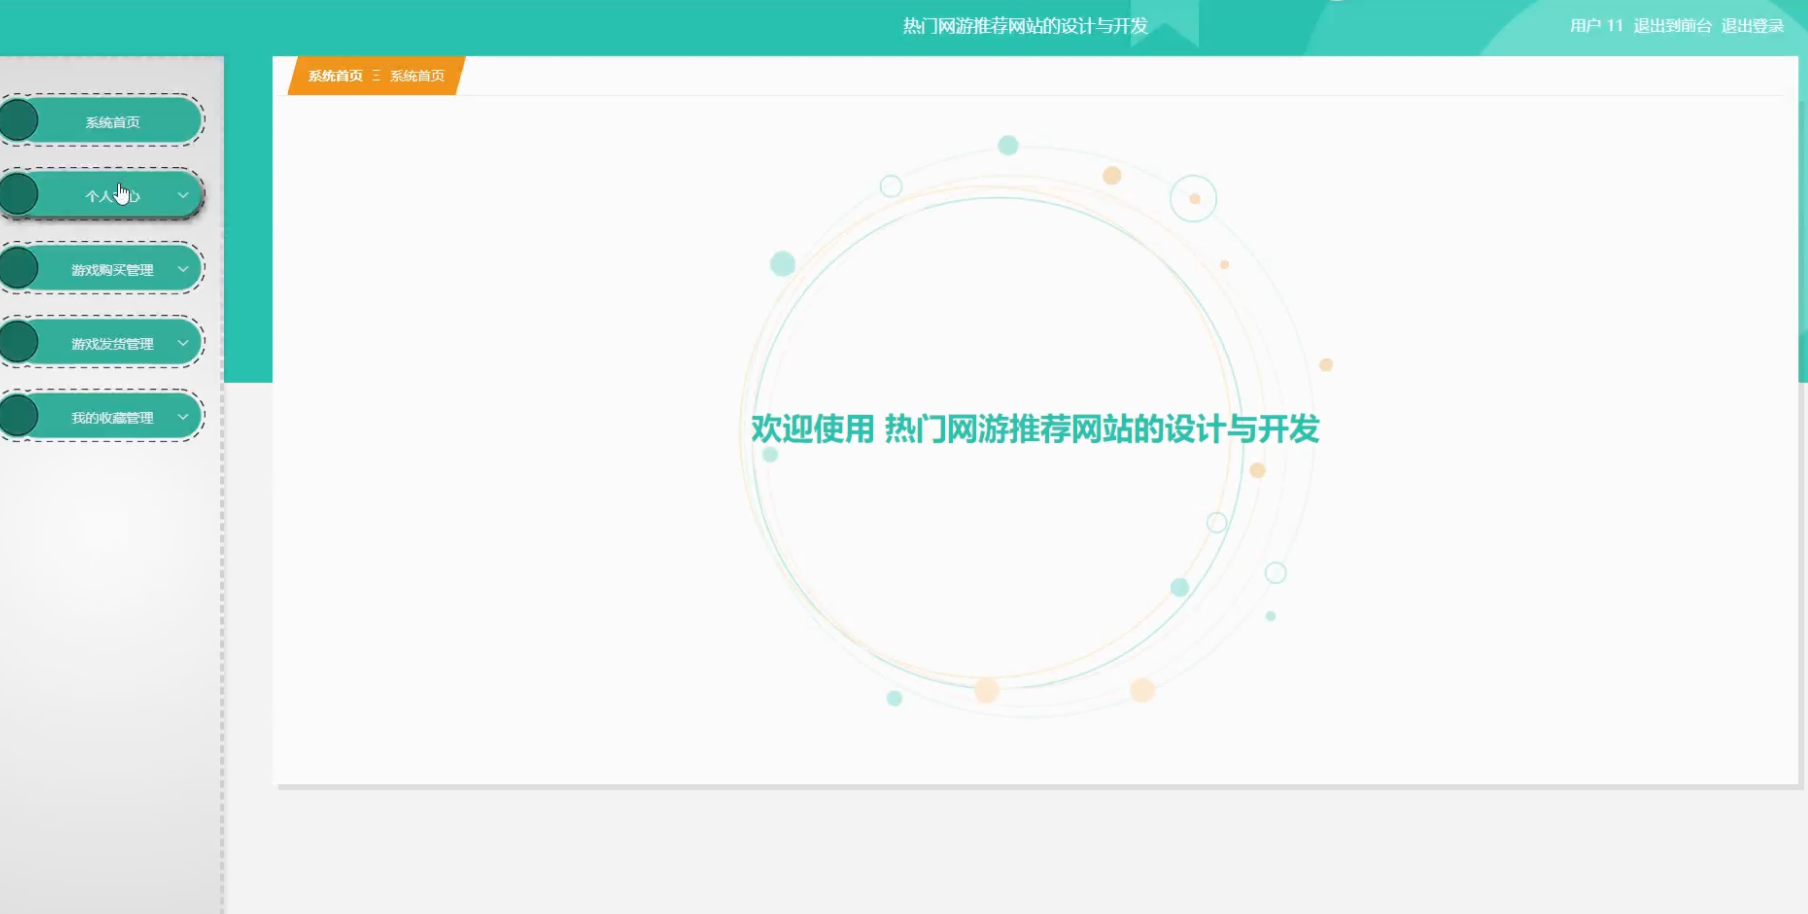 热门网游推荐网站的设计与开发
用户 11 退出到前台 退出登录
系统首页 Ξ 系统首页
系统首页
个人中心
游戏购买管理
游戏发货管理
我的收藏管理
欢迎使用 热门网游推荐网站的设计与开发